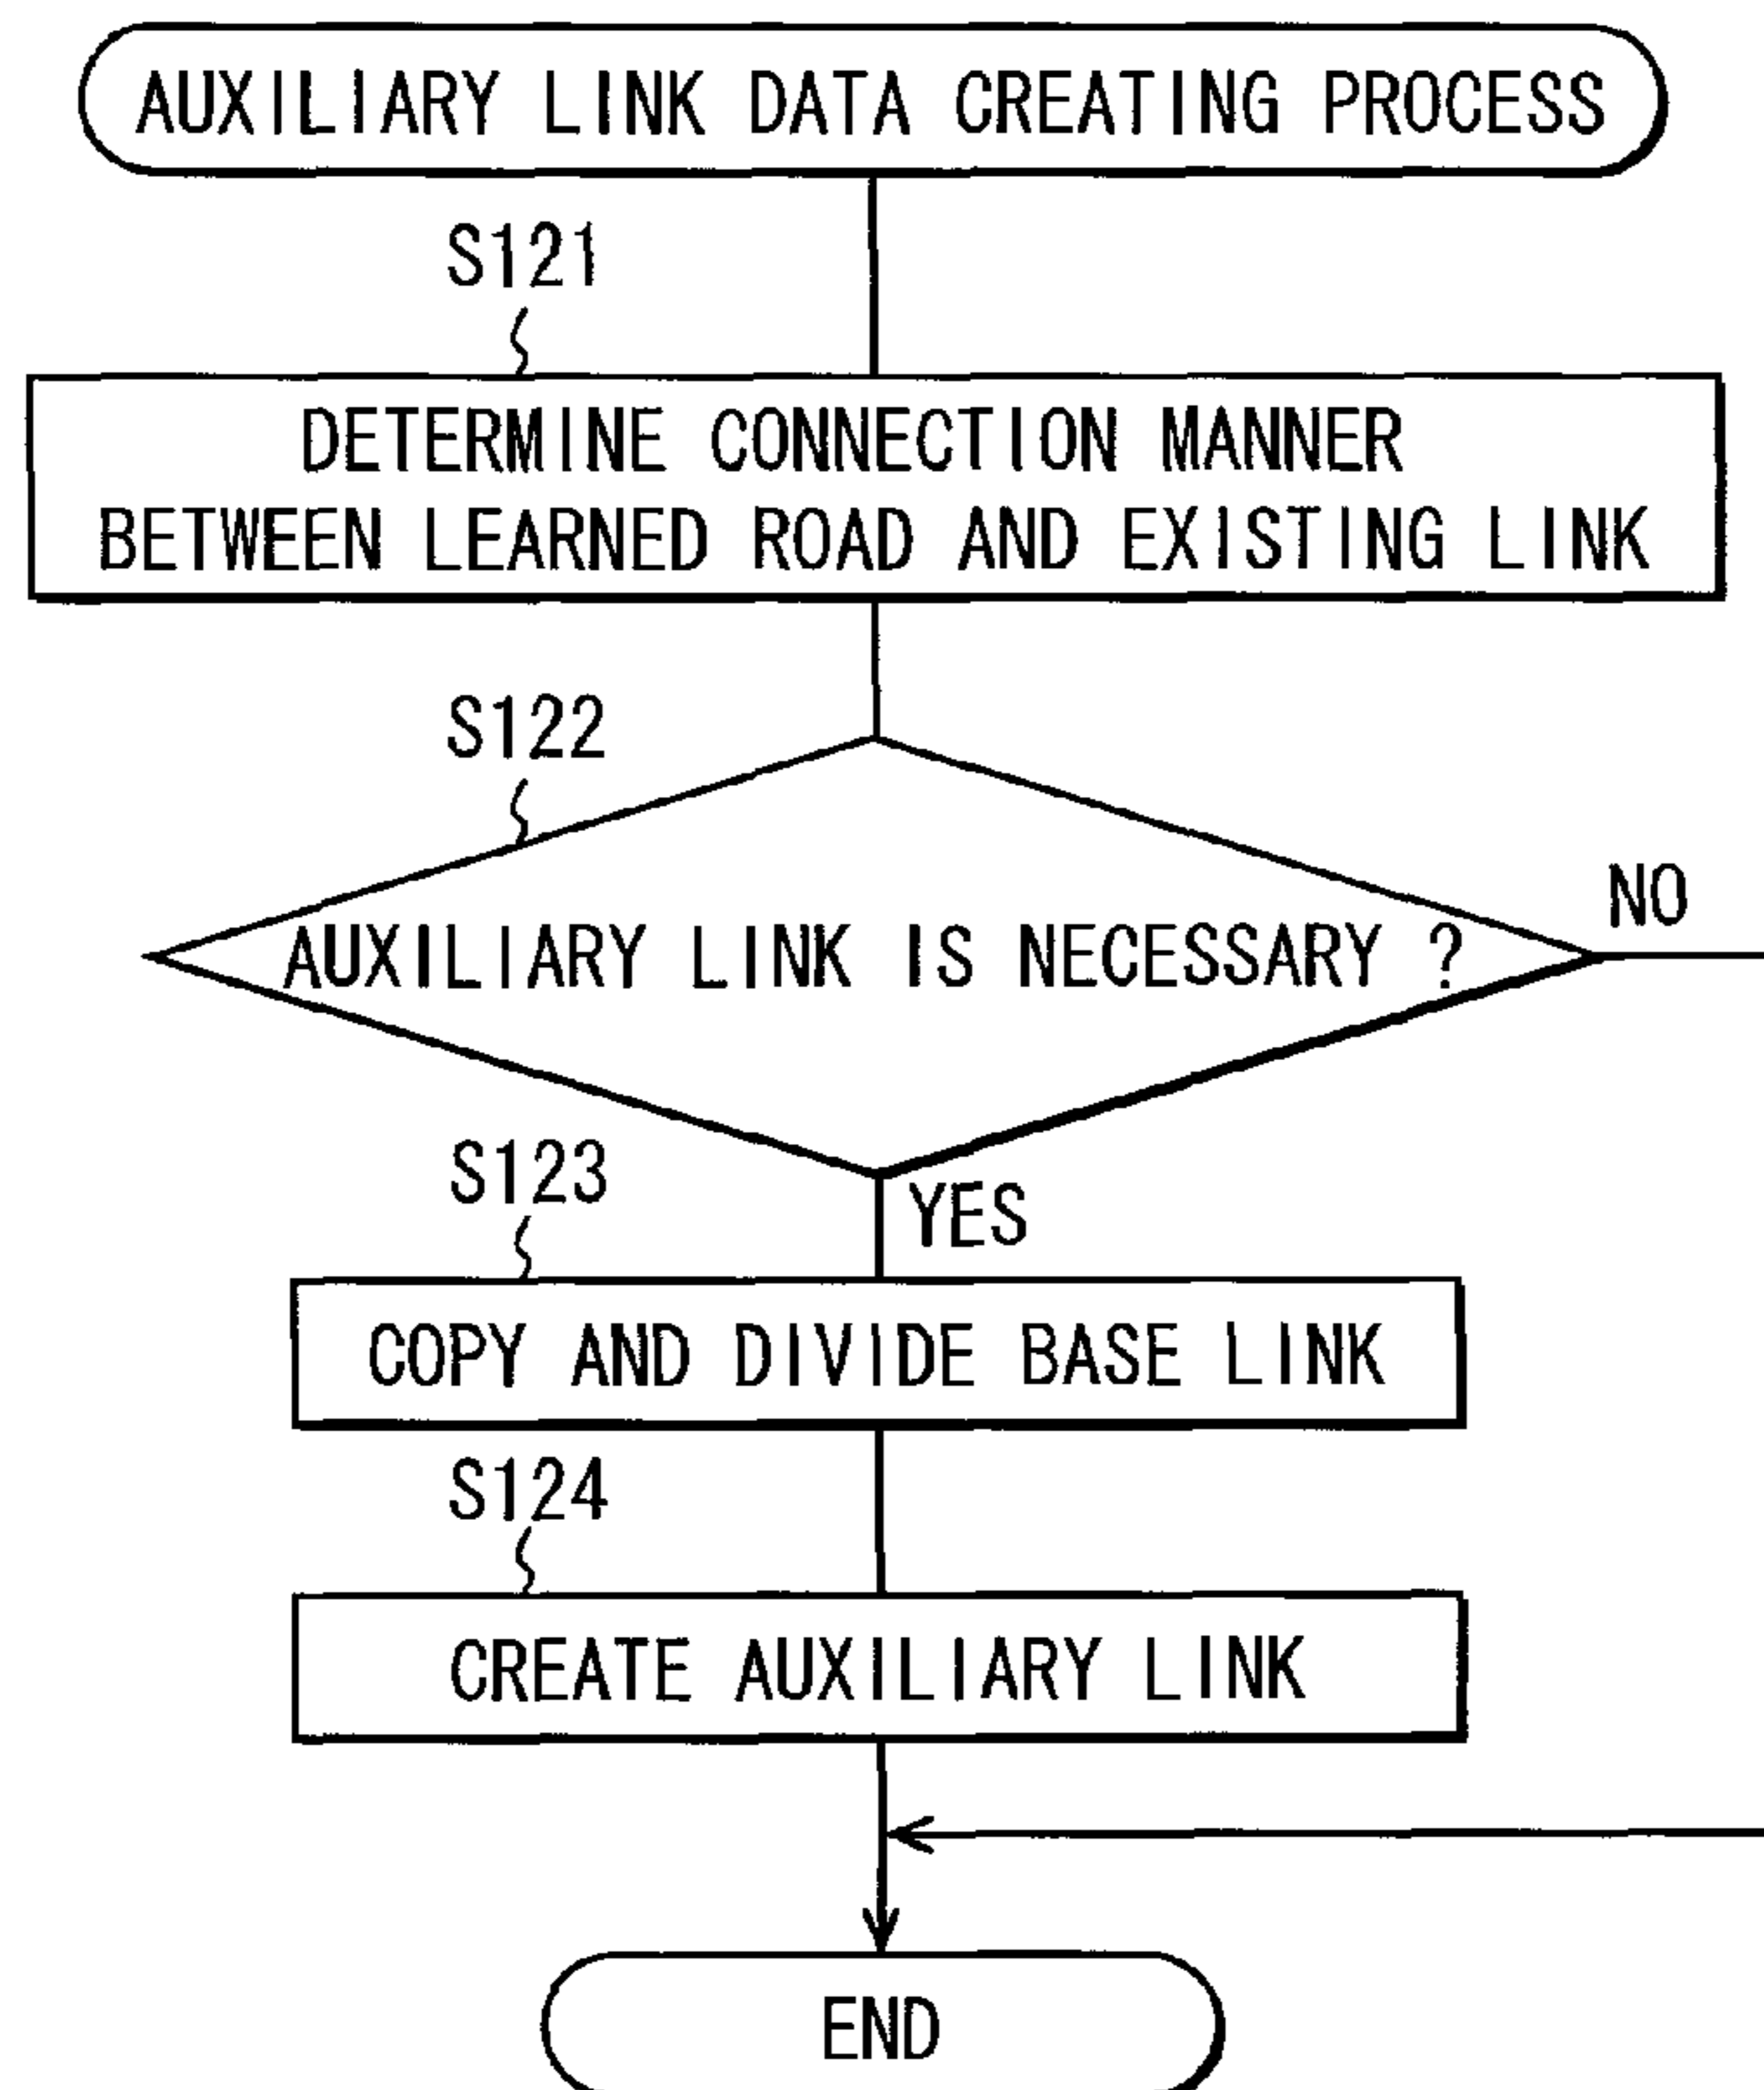 AUXILIARY LINK DATA CREATING PROCESS
S121
DETERMINE CONNECTION MANNER
BETWEEN LEARNED ROAD AND EXISTING LINK
S122
AUXILIARY LINK IS NECESSARY ?
NO
YES
S123
COPY AND DIVIDE BASE LINK
S124
CREATE AUXILIARY LINK
END